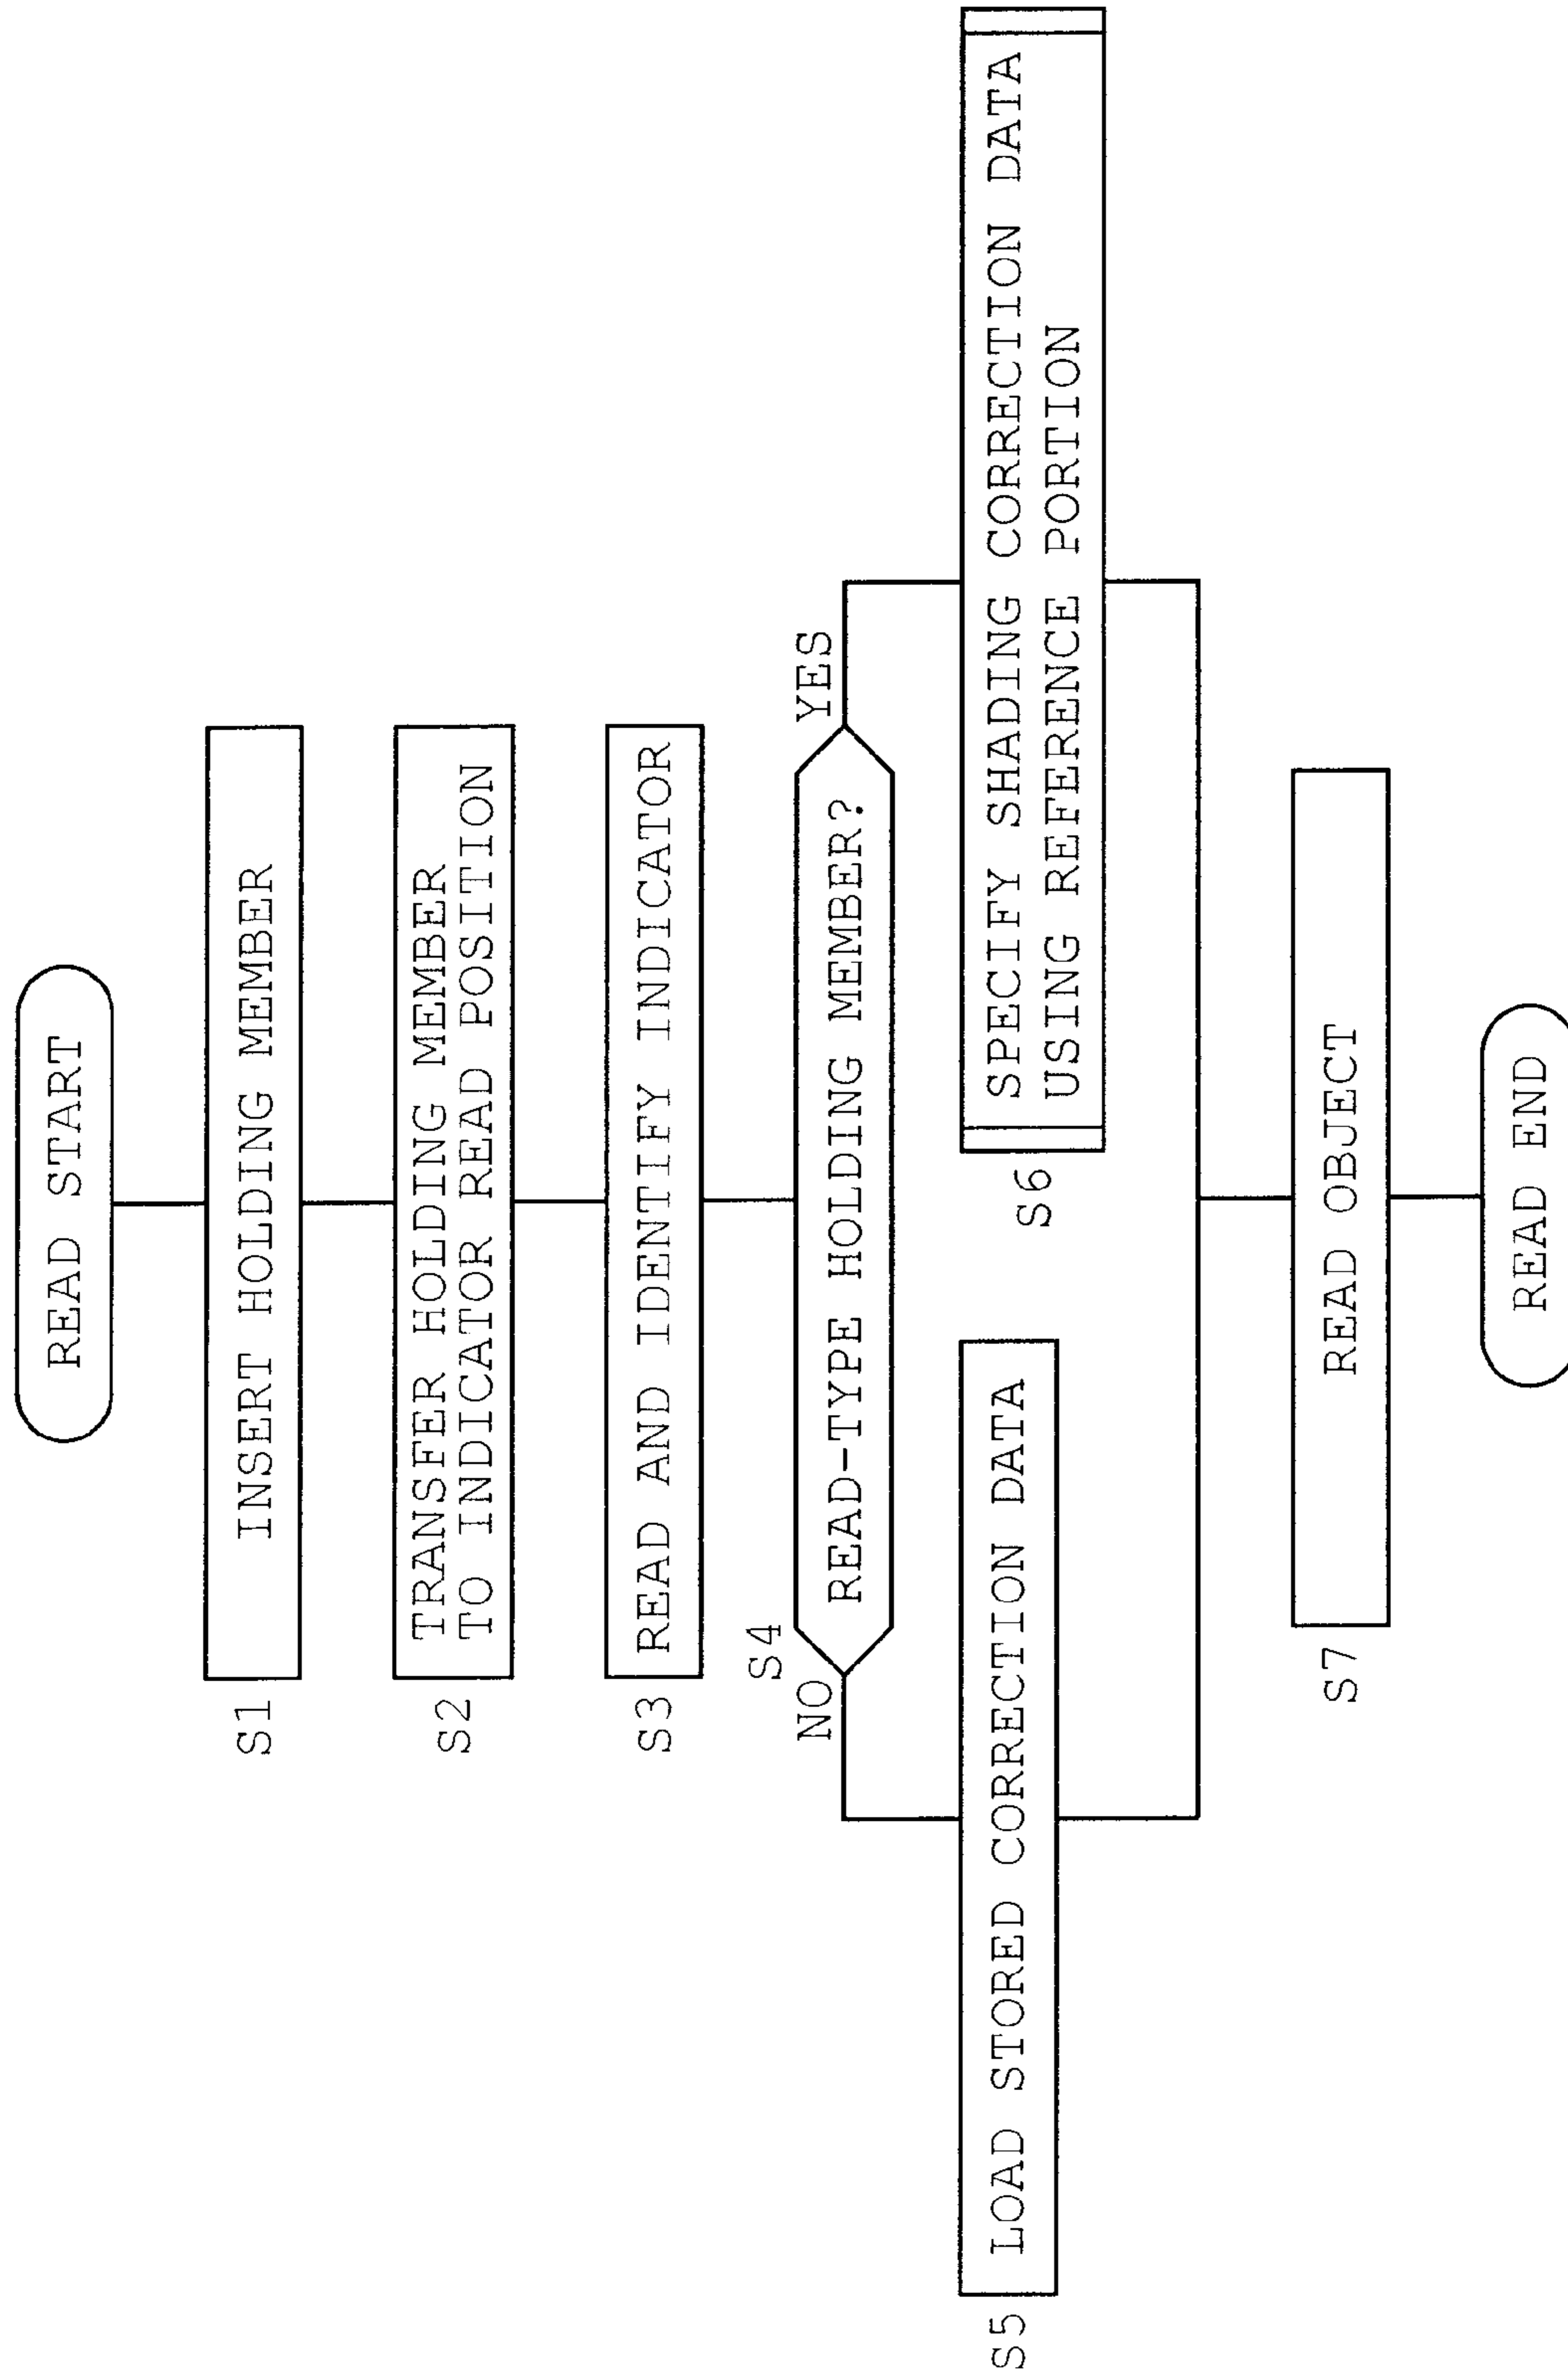 READ START
S1
INSERT HOLDING MEMBER
S2
TRANSFER HOLDING MEMBER
TO INDICATOR READ POSITION
S3
READ AND IDENTIFY INDICATOR
S4
READ-TYPE HOLDING MEMBER?
NO
YES
S5
LOAD STORED CORRECTION DATA
S6
SPECIFY SHADING CORRECTION DATA
USING REFERENCE PORTION
S7
READ OBJECT
READ END